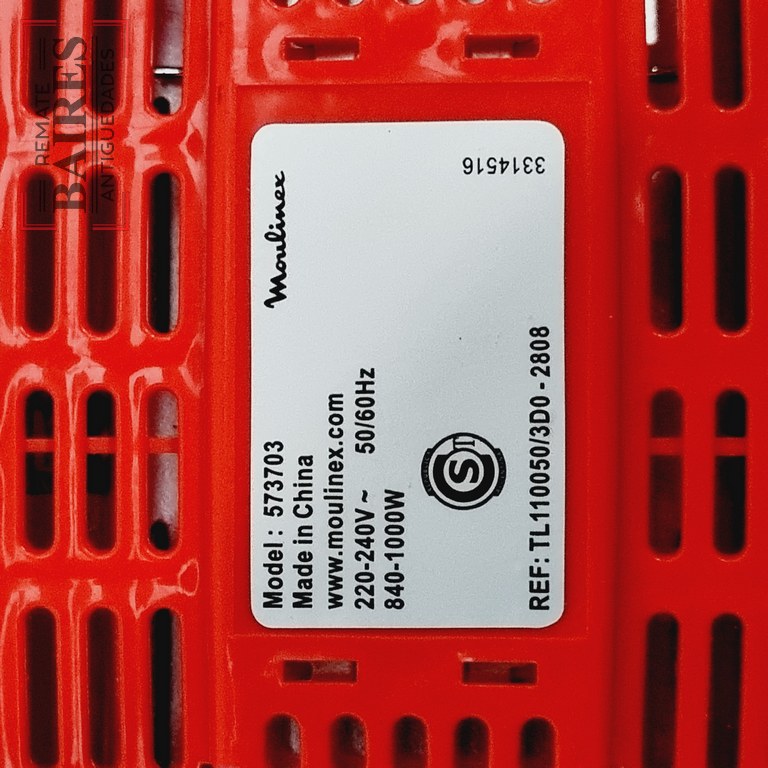 REMATE
BAIRES
ANTIGUEDADES
Moulinex
3314516
Model : 573703
Made in China
www.moulinex.com
220-240V ~ 50/60Hz
840-1000W
S
REF: TL110050/3D0 - 2808